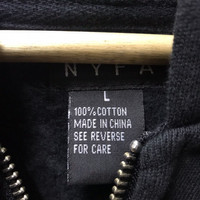 NYFA
L
100% COTTON
MADE IN CHINA
SEE REVERSE
FOR CARE